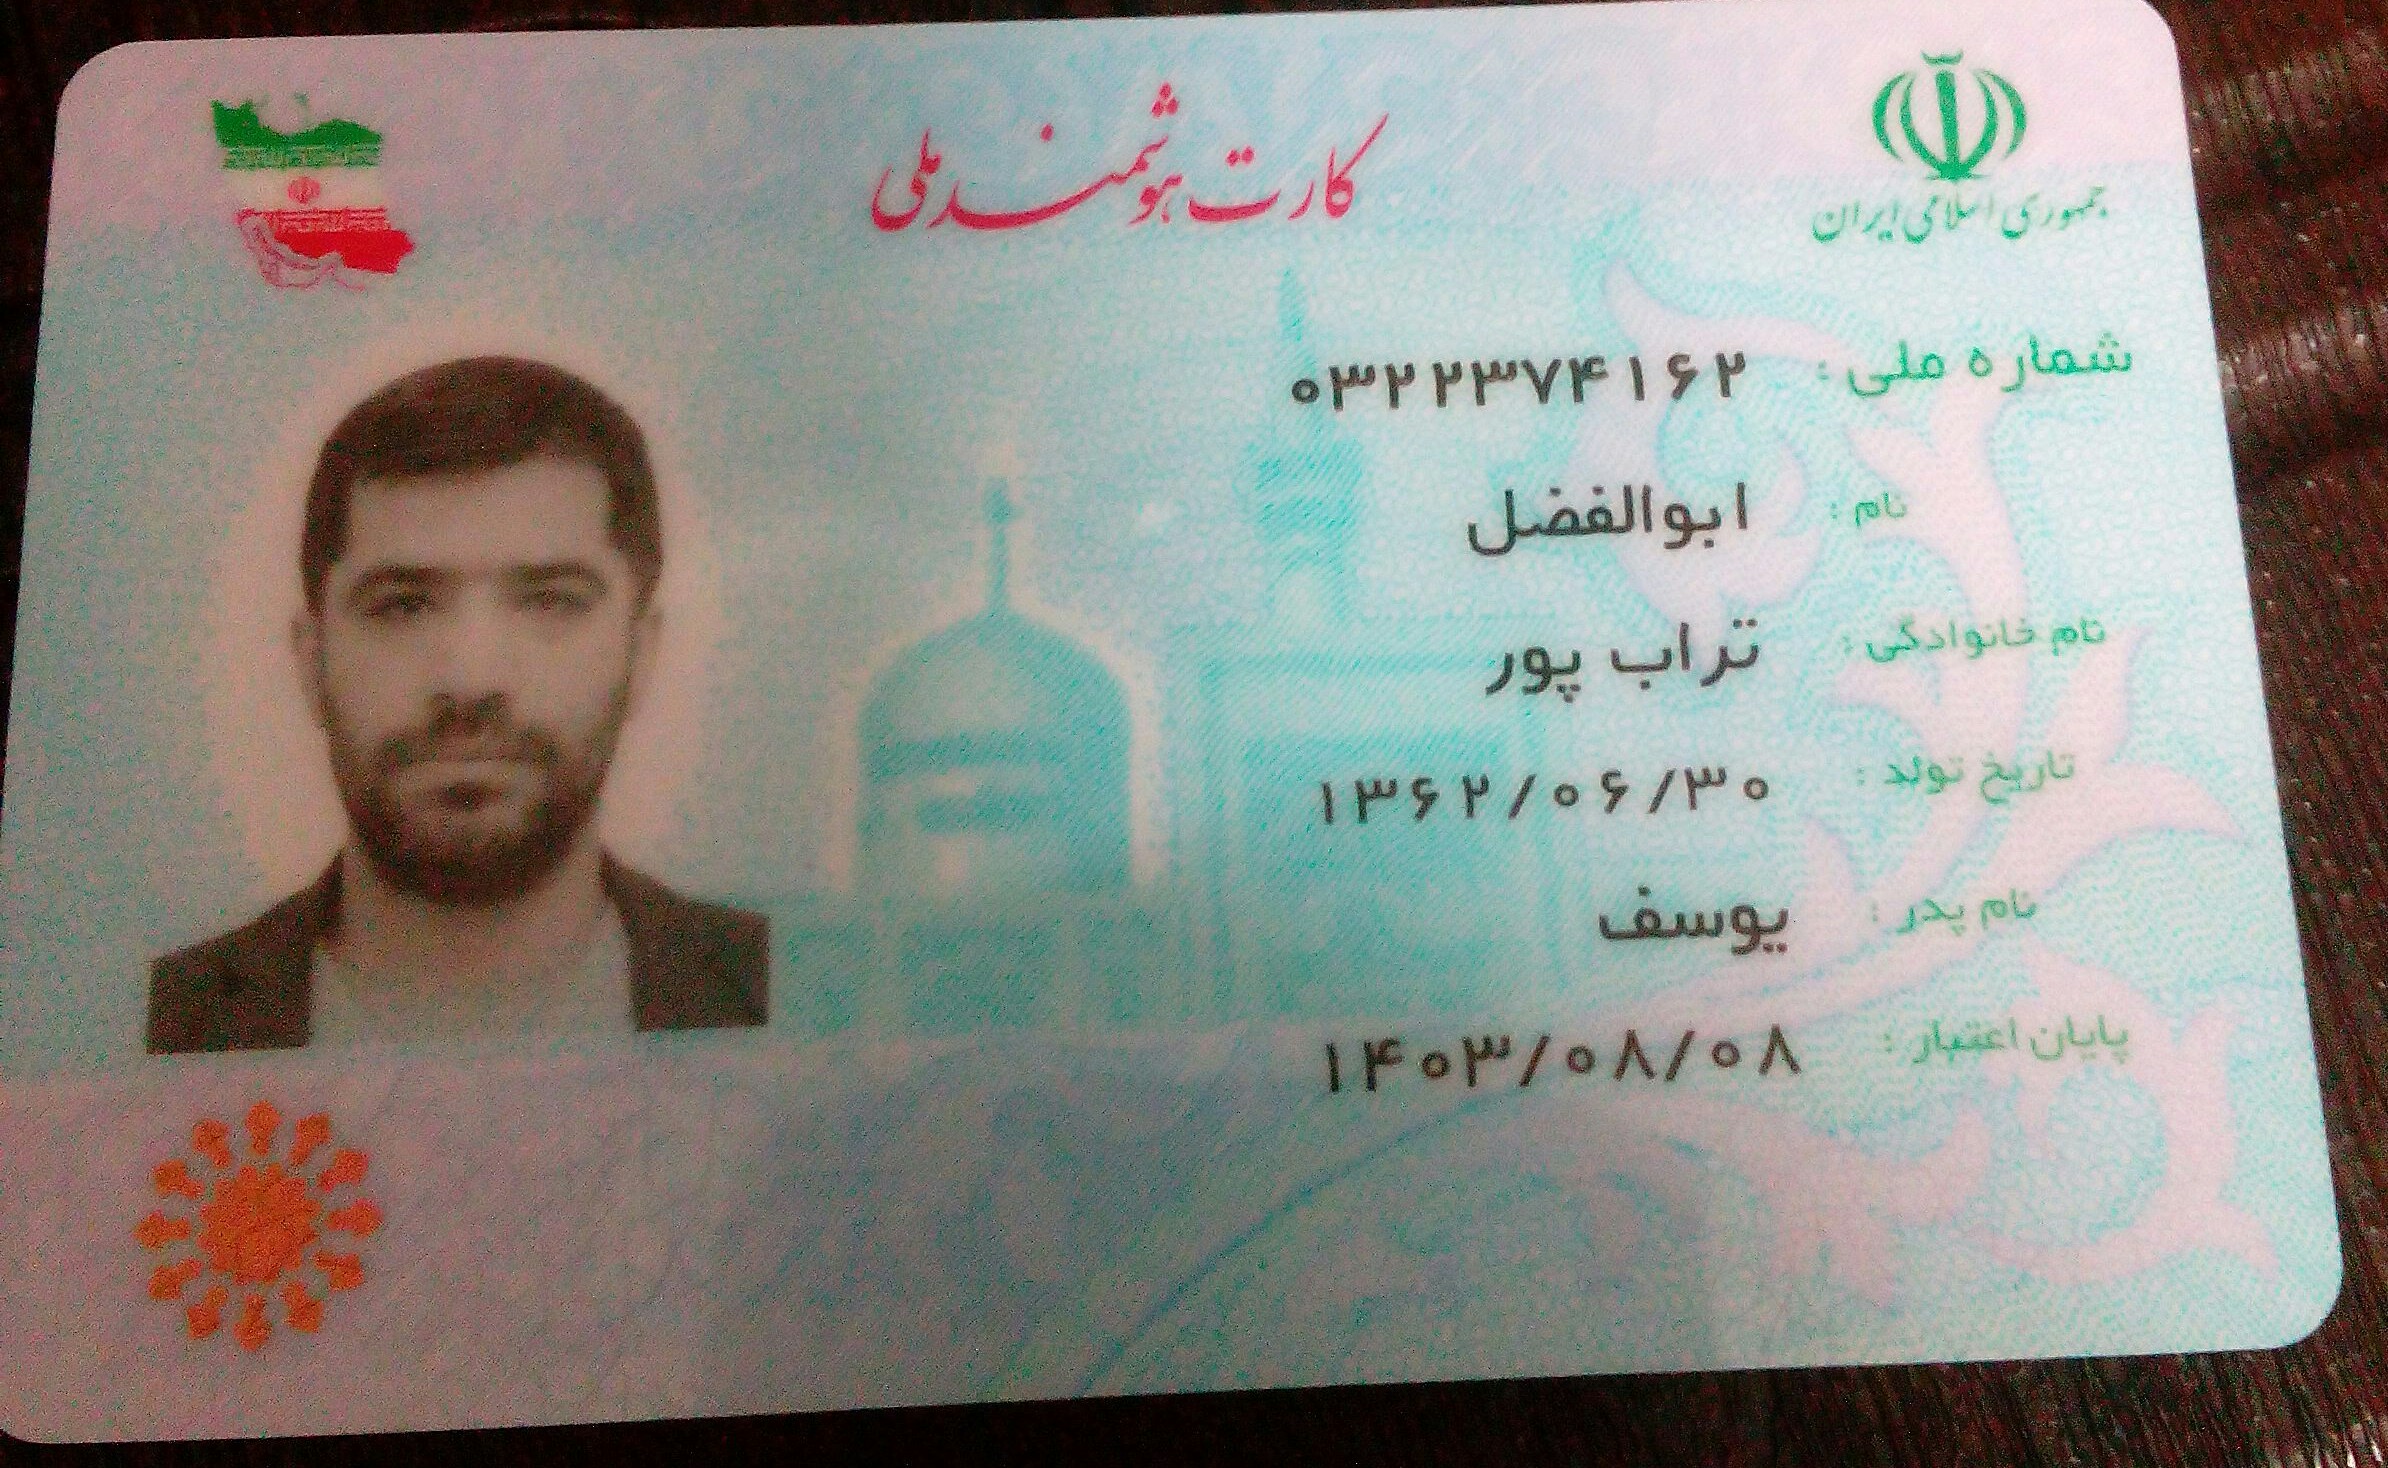 جمهوری اسلامی ایران
کارت هوشمند ملی
شماره ملی : ۰۳۲۲۳۷۴۱۶۲
نام : ابوالفضل
نام خانوادگی : تراب پور
تاریخ تولد : ۱۳۶۲/۰۶/۳۰
نام پدر : یوسف
پایان اعتبار : ۱۴۰۳/۰۸/۰۸